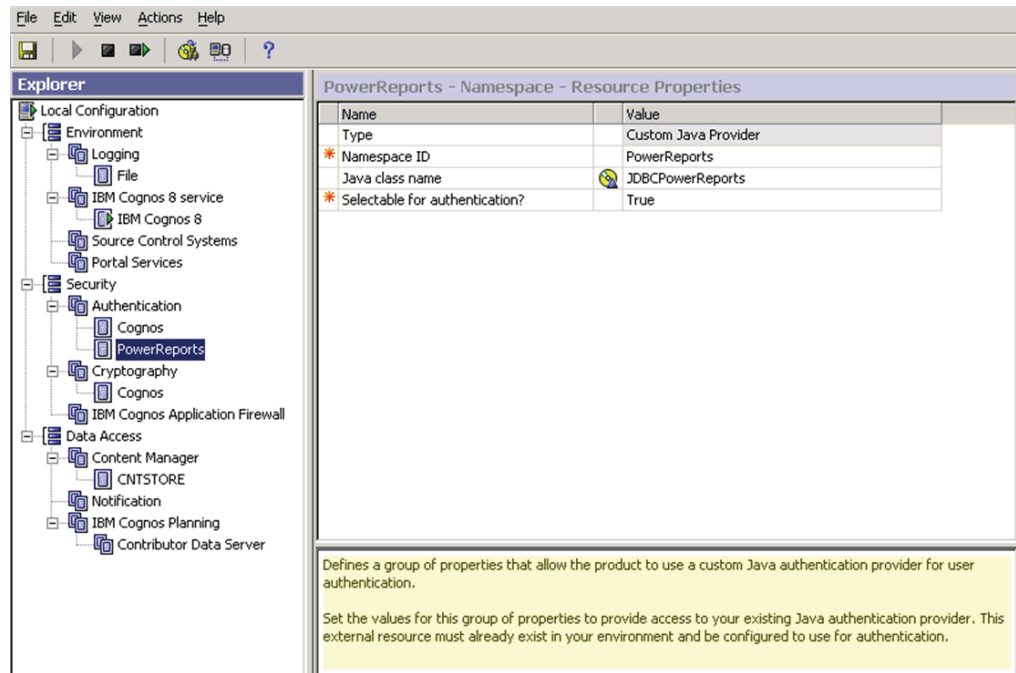 File Edit View Actions Help
?
Explorer
Local Configuration
Environment
Logging
File
IBM Cognos 8 service
IBM Cognos 8
Source Control Systems
Portal Services
Security
Authentication
Cognos
PowerReports
Cryptography
Cognos
IBM Cognos Application Firewall
Data Access
Content Manager
CNTSTORE
Notification
IBM Cognos Planning
Contributor Data Server
PowerReports - Namespace - Resource Properties
Name Value
Type Custom Java Provider
* Namespace ID PowerReports
Java class name JDBCPowerReports
* Selectable for authentication? True
Defines a group of properties that allow the product to use a custom Java authentication provider for user
authentication.
Set the values for this group of properties to provide access to your existing Java authentication provider. This
external resource must already exist in your environment and be configured to use for authentication.